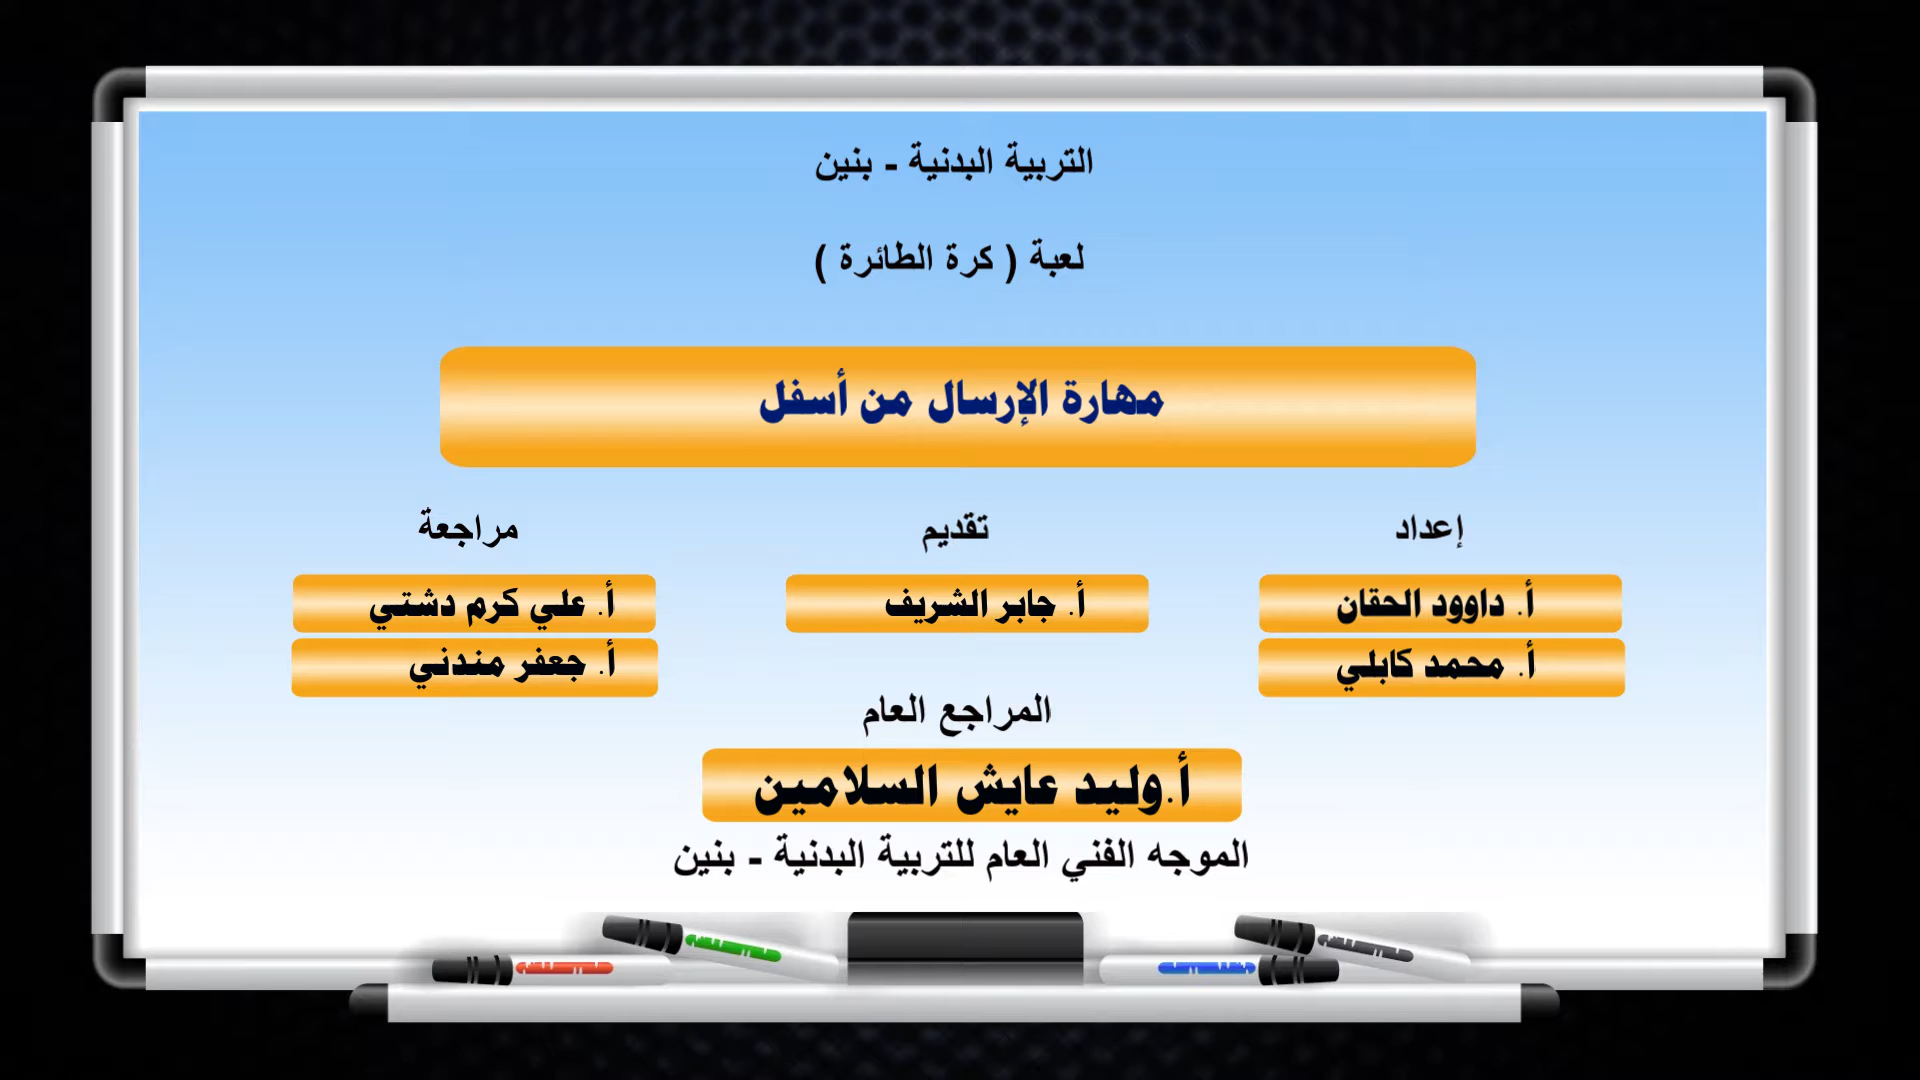 التربية البدنية - بنين
لعبة ( كرة الطائرة )
مهارة الإرسال من أسفل
إعداد
أ. داوود الحقان
أ. محمد كابلي
تقديم
أ. جابر الشريف
مراجعة
أ. علي كرم دشتي
أ. جعفر مندني
المراجع العام
أ.وليد عايش السلامين
الموجه الفني العام للتربية البدنية - بنين